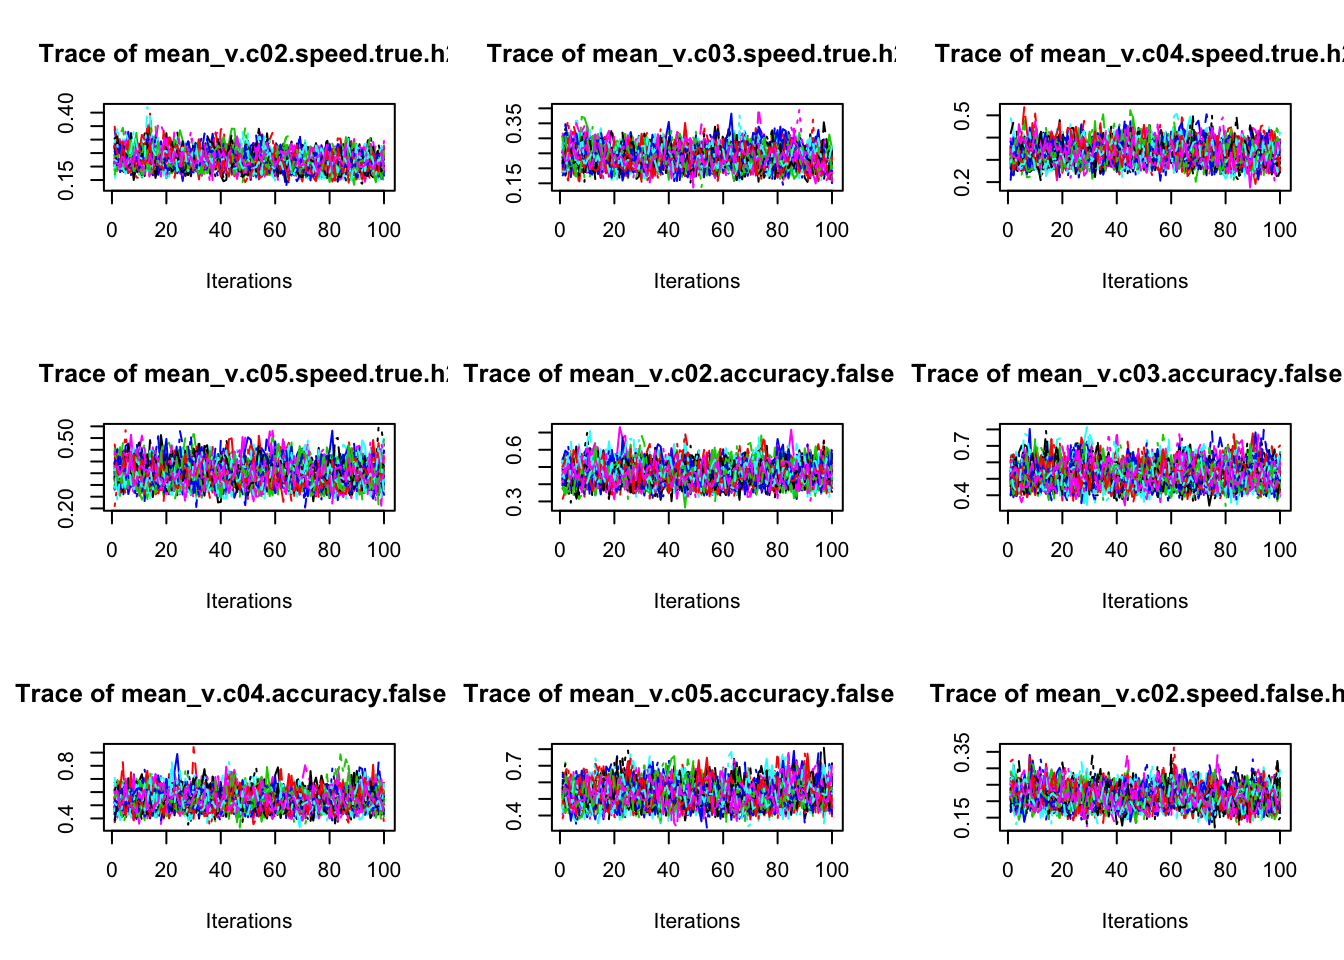 Trace of mean_v.c02.speed.true.h
Trace of mean_v.c03.speed.true.h
Trace of mean_v.c04.speed.true.h
0.40
0.15
0.35
0.15
0.5
0.2
0 20 40 60 80 100
0 20 40 60 80 100
0 20 40 60 80 100
Iterations
Iterations
Iterations
Trace of mean_v.c05.speed.true.h
Trace of mean_v.c02.accuracy.false
Trace of mean_v.c03.accuracy.false
0.50
0.20
0.6
0.3
0.7
0.4
0 20 40 60 80 100
0 20 40 60 80 100
0 20 40 60 80 100
Iterations
Iterations
Iterations
Trace of mean_v.c04.accuracy.false
Trace of mean_v.c05.accuracy.false
Trace of mean_v.c02.speed.false.h
0.8
0.4
0.7
0.4
0.35
0.15
0 20 40 60 80 100
0 20 40 60 80 100
0 20 40 60 80 100
Iterations
Iterations
Iterations